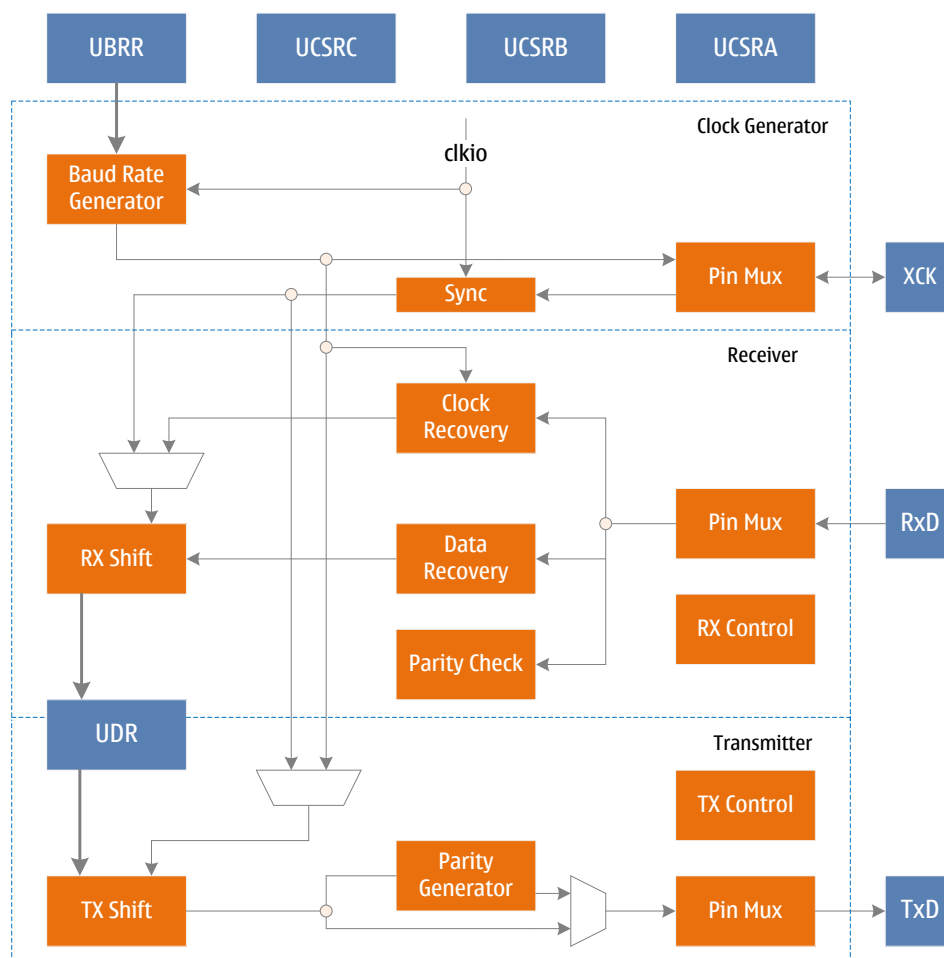 UBRR
UCSRC
UCSRB
UCSRA
Clock Generator
clkio
Baud Rate
Generator
Pin Mux
XCK
Sync
Receiver
Clock
Recovery
Pin Mux
RxD
RX Shift
Data
Recovery
RX Control
Parity Check
UDR
Transmitter
TX Control
Parity
Generator
TX Shift
Pin Mux
TxD